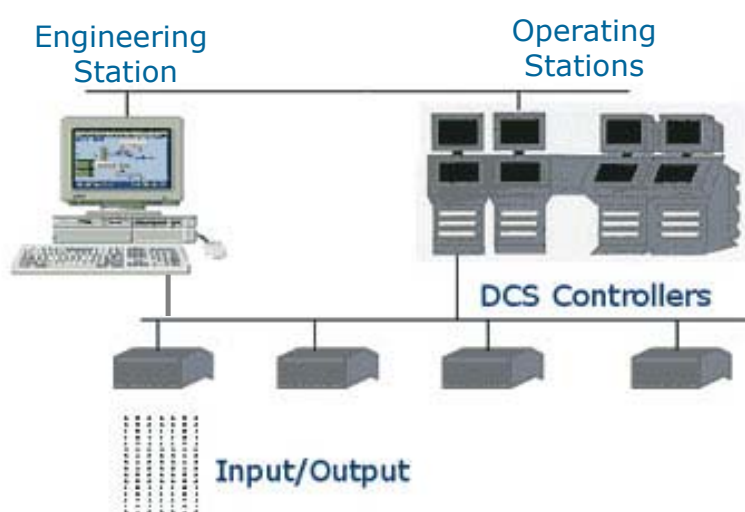 Engineering
Station
Operating
Stations
DCS Controllers
Input/Output